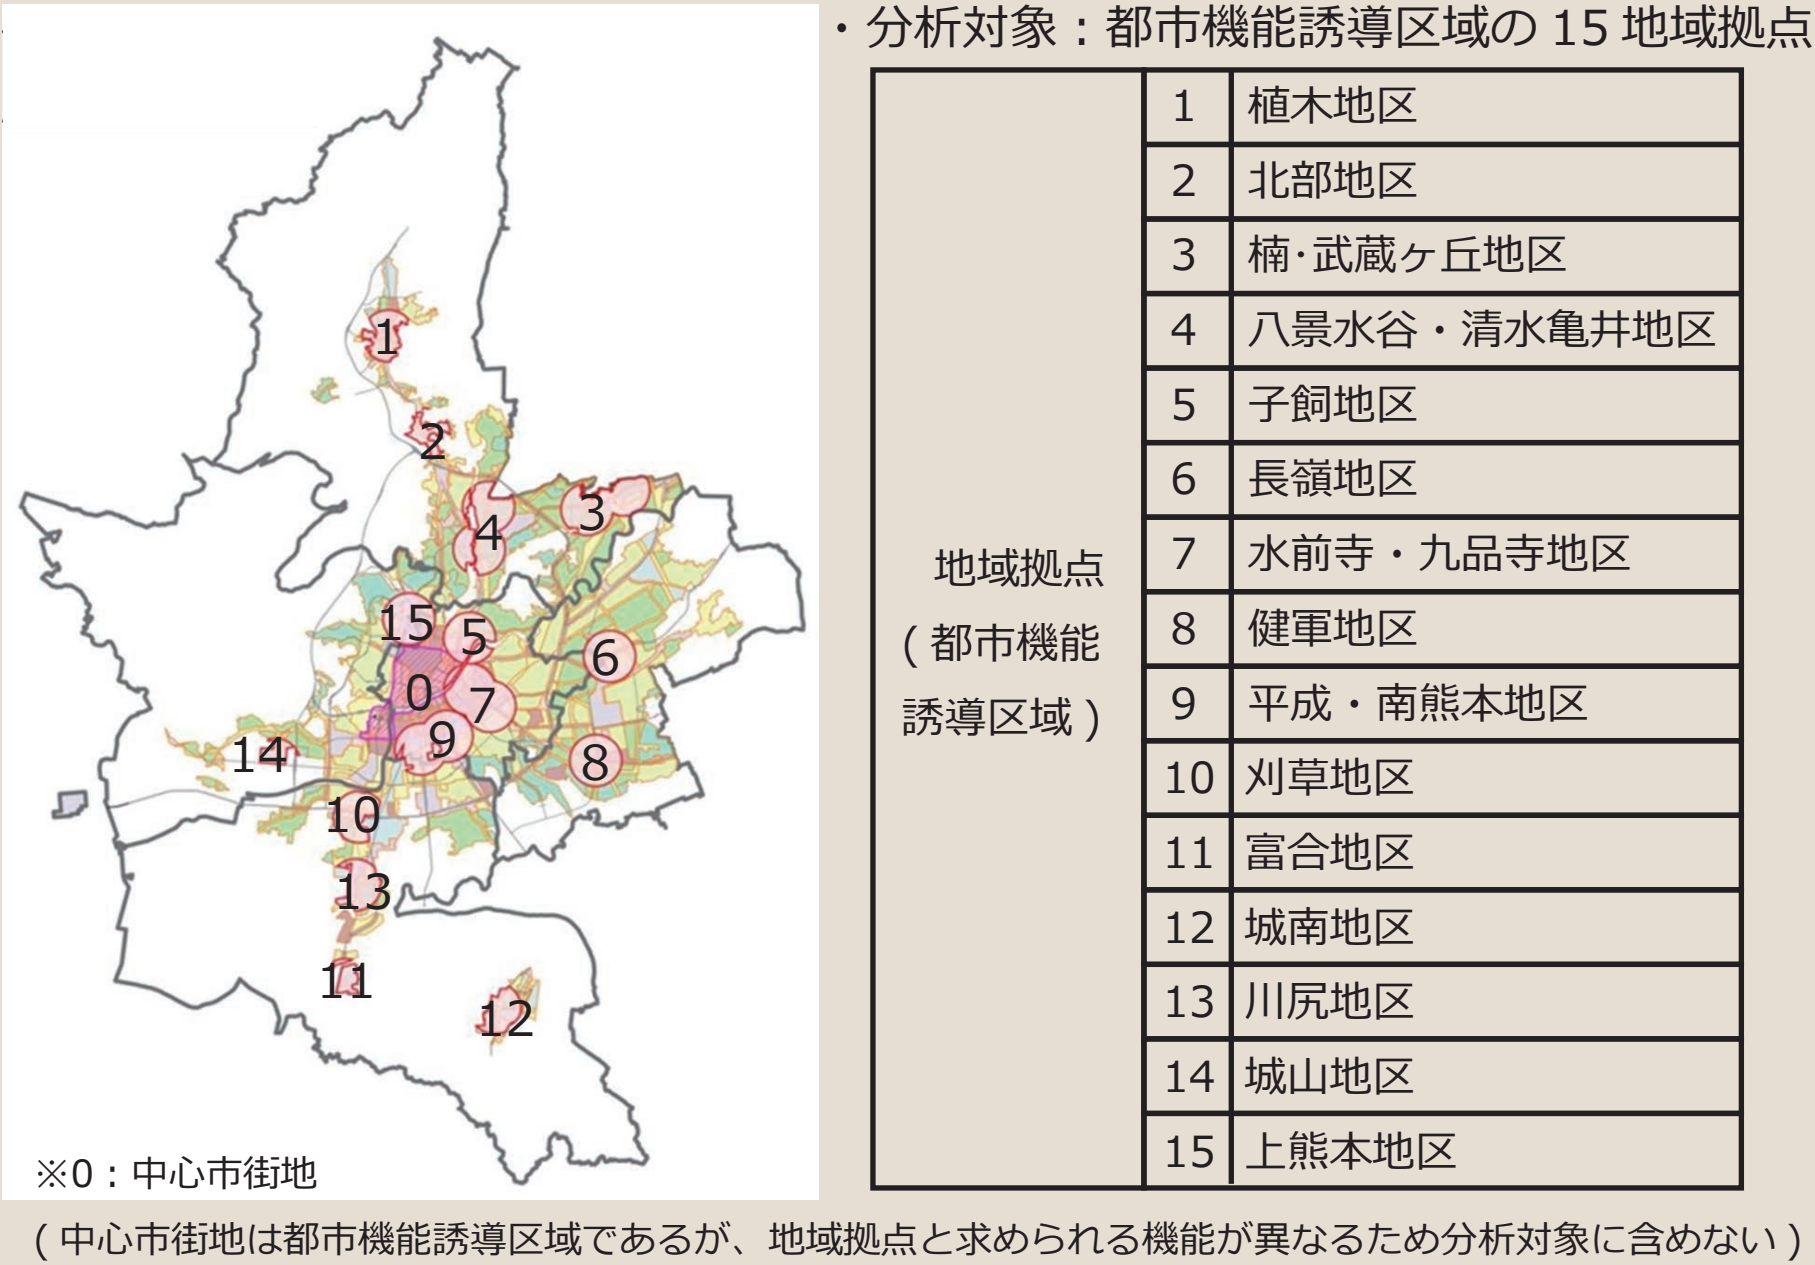 ・分析対象：都市機能誘導区域の 15 地域拠点
1 植木地区
2 北部地区
3 楠･武蔵ヶ丘地区
4 八景水谷・清水亀井地区
5 子飼地区
6 長嶺地区
7 水前寺・九品寺地区
8 健軍地区
9 平成・南熊本地区
10 刈草地区
11 富合地区
12 城南地区
13 川尻地区
14 城山地区
15 上熊本地区
地域拠点
( 都市機能
誘導区域 )
1
2
3
4
15
5
6
0
7
9
14
8
10
13
11
12
※0：中心市街地
( 中心市街地は都市機能誘導区域であるが、地域拠点と求められる機能が異なるため分析対象に含めない )